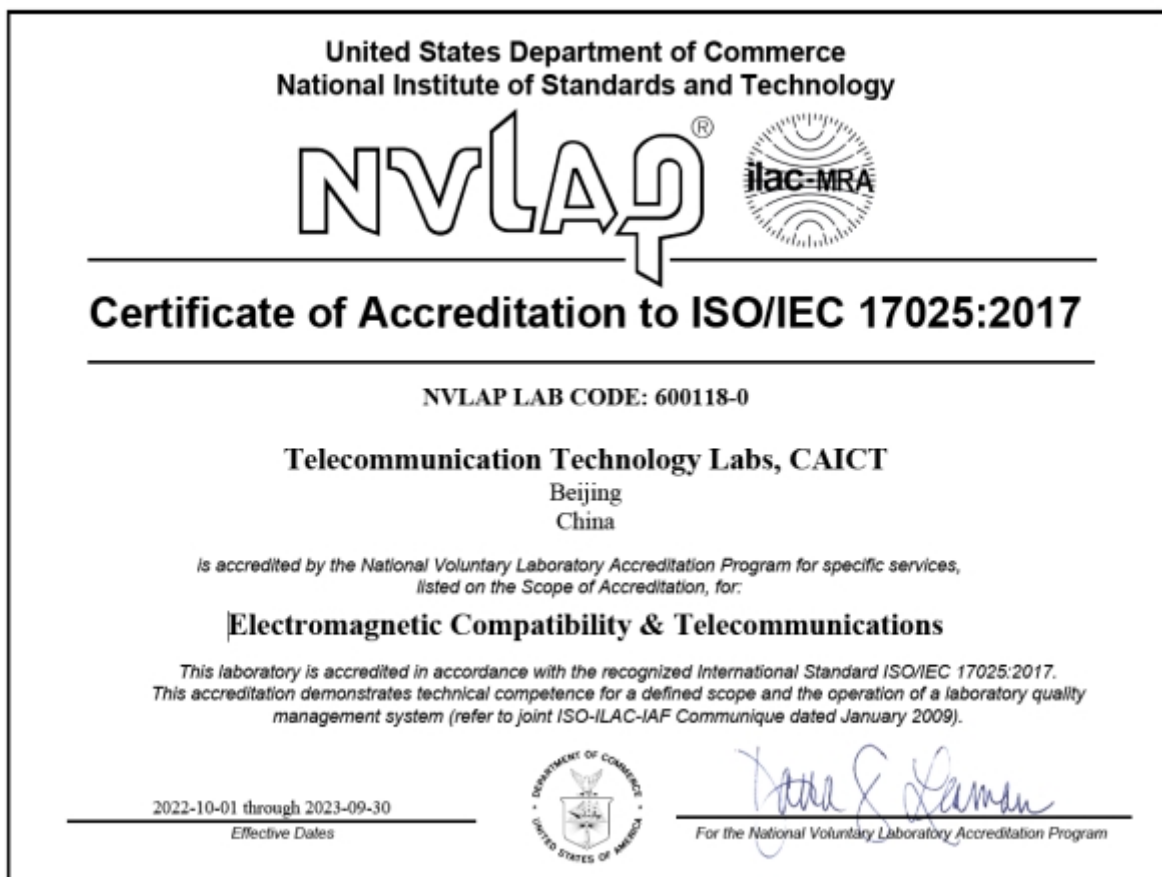 United States Department of Commerce
National Institute of Standards and Technology
NVLAP®
ilac-MRA
Certificate of Accreditation to ISO/IEC 17025:2017
NVLAP LAB CODE: 600118-0
Telecommunication Technology Labs, CAICT
Beijing
China
is accredited by the National Voluntary Laboratory Accreditation Program for specific services,
listed on the Scope of Accreditation, for:
Electromagnetic Compatibility & Telecommunications
This laboratory is accredited in accordance with the recognized International Standard ISO/IEC 17025:2017.
This accreditation demonstrates technical competence for a defined scope and the operation of a laboratory quality
management system (refer to joint ISO-ILAC-IAF Communique dated January 2009).
2022-10-01 through 2023-09-30
Effective Dates
DEPARTMENT OF COMMERCE
UNITED STATES OF AMERICA
For the National Voluntary Laboratory Accreditation Program